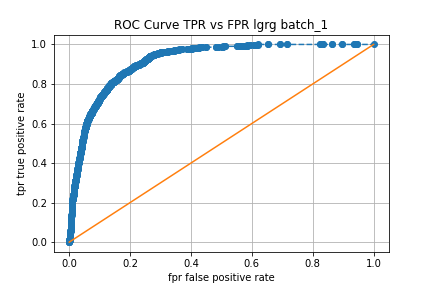 ROC Curve TPR vs FPR lgrg batch_1
1.0
0.8
0.6
0.4
0.2
0.0
tpr true positive rate
0.0 0.2 0.4 0.6 0.8 1.0
fpr false positive rate